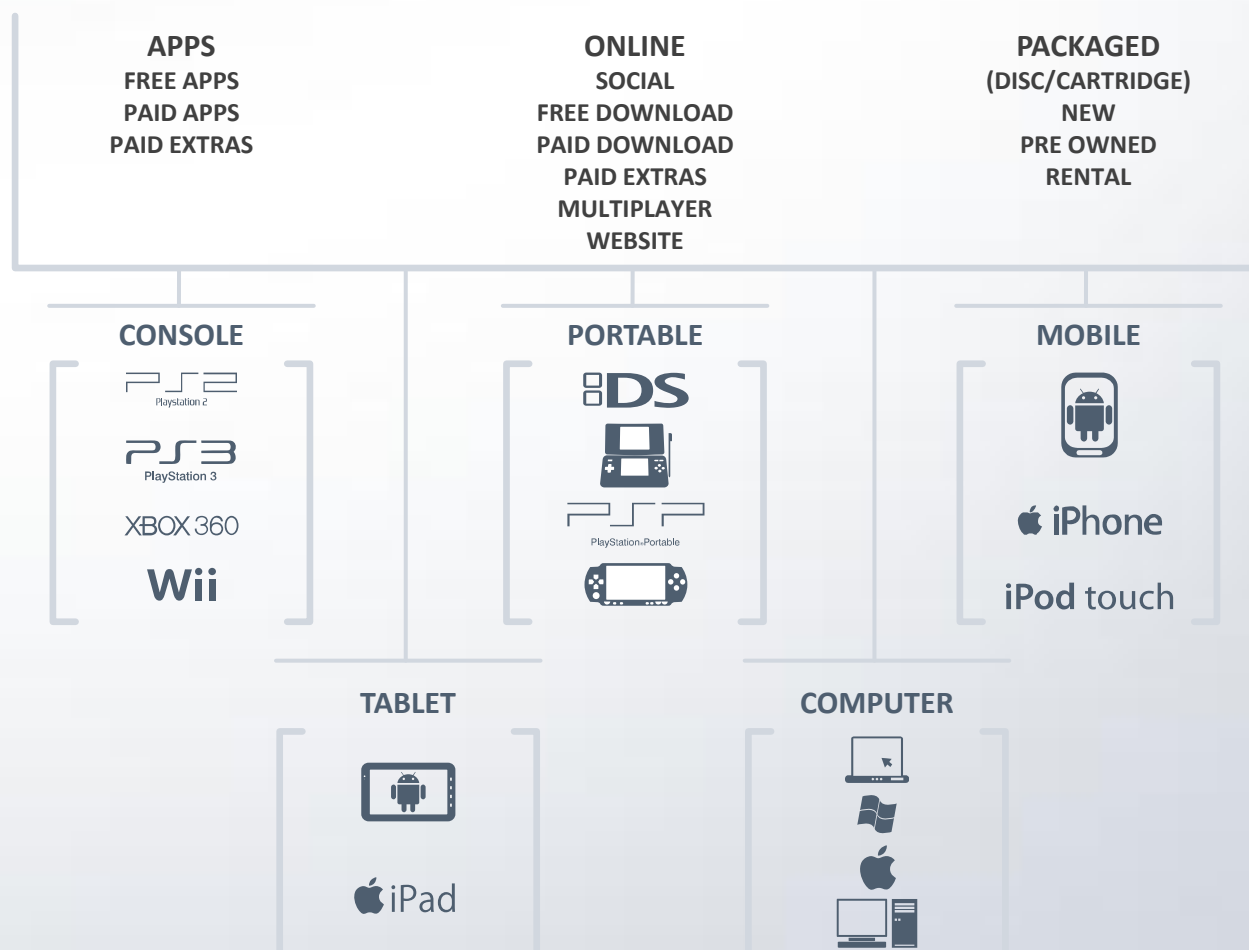 APPS
FREE APPS
PAID APPS
PAID EXTRAS
ONLINE
SOCIAL
FREE DOWNLOAD
PAID DOWNLOAD
PAID EXTRAS
MULTIPLAYER
WEBSITE
PACKAGED
(DISC/CARTRIDGE)
NEW
PRE OWNED
RENTAL
CONSOLE
PS2
Playstation 2
PS3
PlayStation 3
XBOX 360
Wii
PORTABLE
DS
PSP
PlayStation Portable
MOBILE
iPhone
iPod touch
TABLET
iPad
COMPUTER